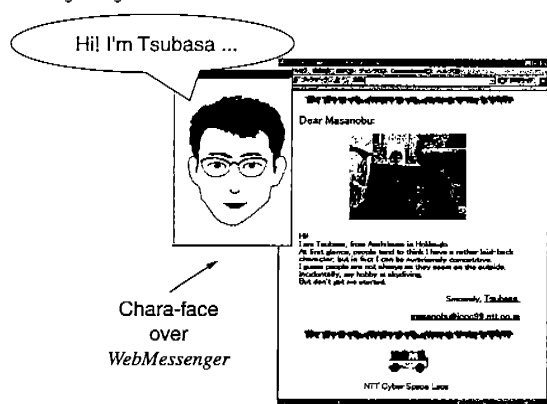 Hi! I'm Tsubasa ...
Dear Masanobu:
Hi!
I am Tsubasa, from Asahikawa in Hokkaido.
At first glance, people tend to think I have a rather laid-back
character, but in fact I can be notoriously competitive.
I guess people are not always as they seem on the outside.
Incidentally, my hobby is skydiving.
But don't get me started.
Sincerely, Tsubasa
Chara-face
over
WebMessenger
NTT Cyber Space Labs